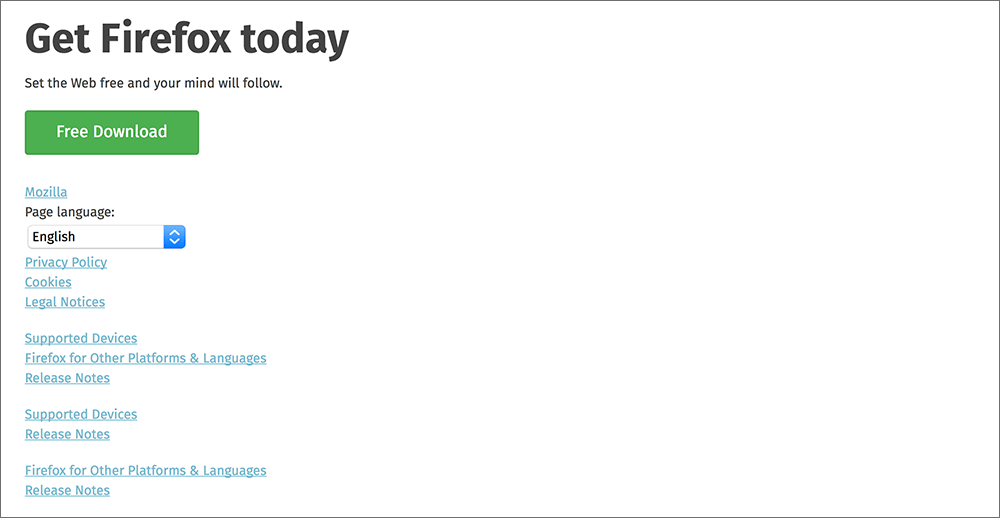 Get Firefox today
Set the Web free and your mind will follow.
Free Download
Mozilla
Page language:
English
Privacy Policy
Cookies
Legal Notices
Supported Devices
Firefox for Other Platforms & Languages
Release Notes
Supported Devices
Release Notes
Firefox for Other Platforms & Languages
Release Notes